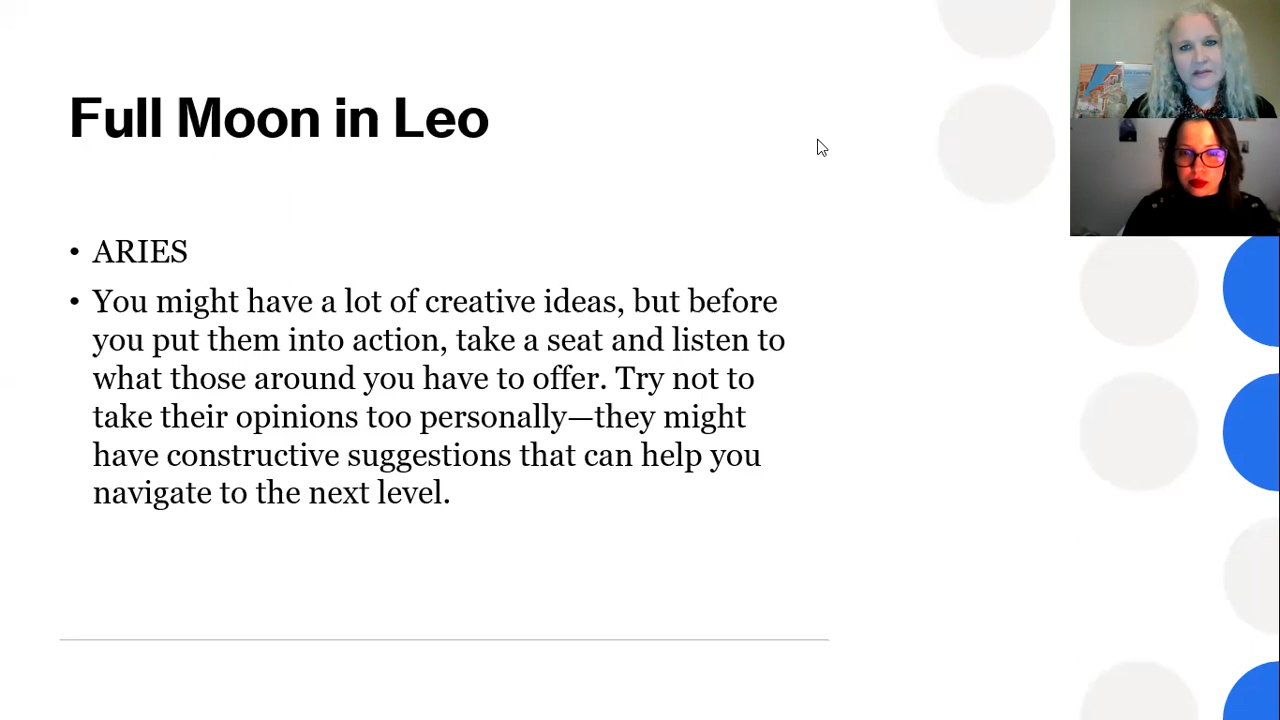 Full Moon in Leo
• ARIES
• You might have a lot of creative ideas, but before
you put them into action, take a seat and listen to
what those around you have to offer. Try not to
take their opinions too personally—they might
have constructive suggestions that can help you
navigate to the next level.